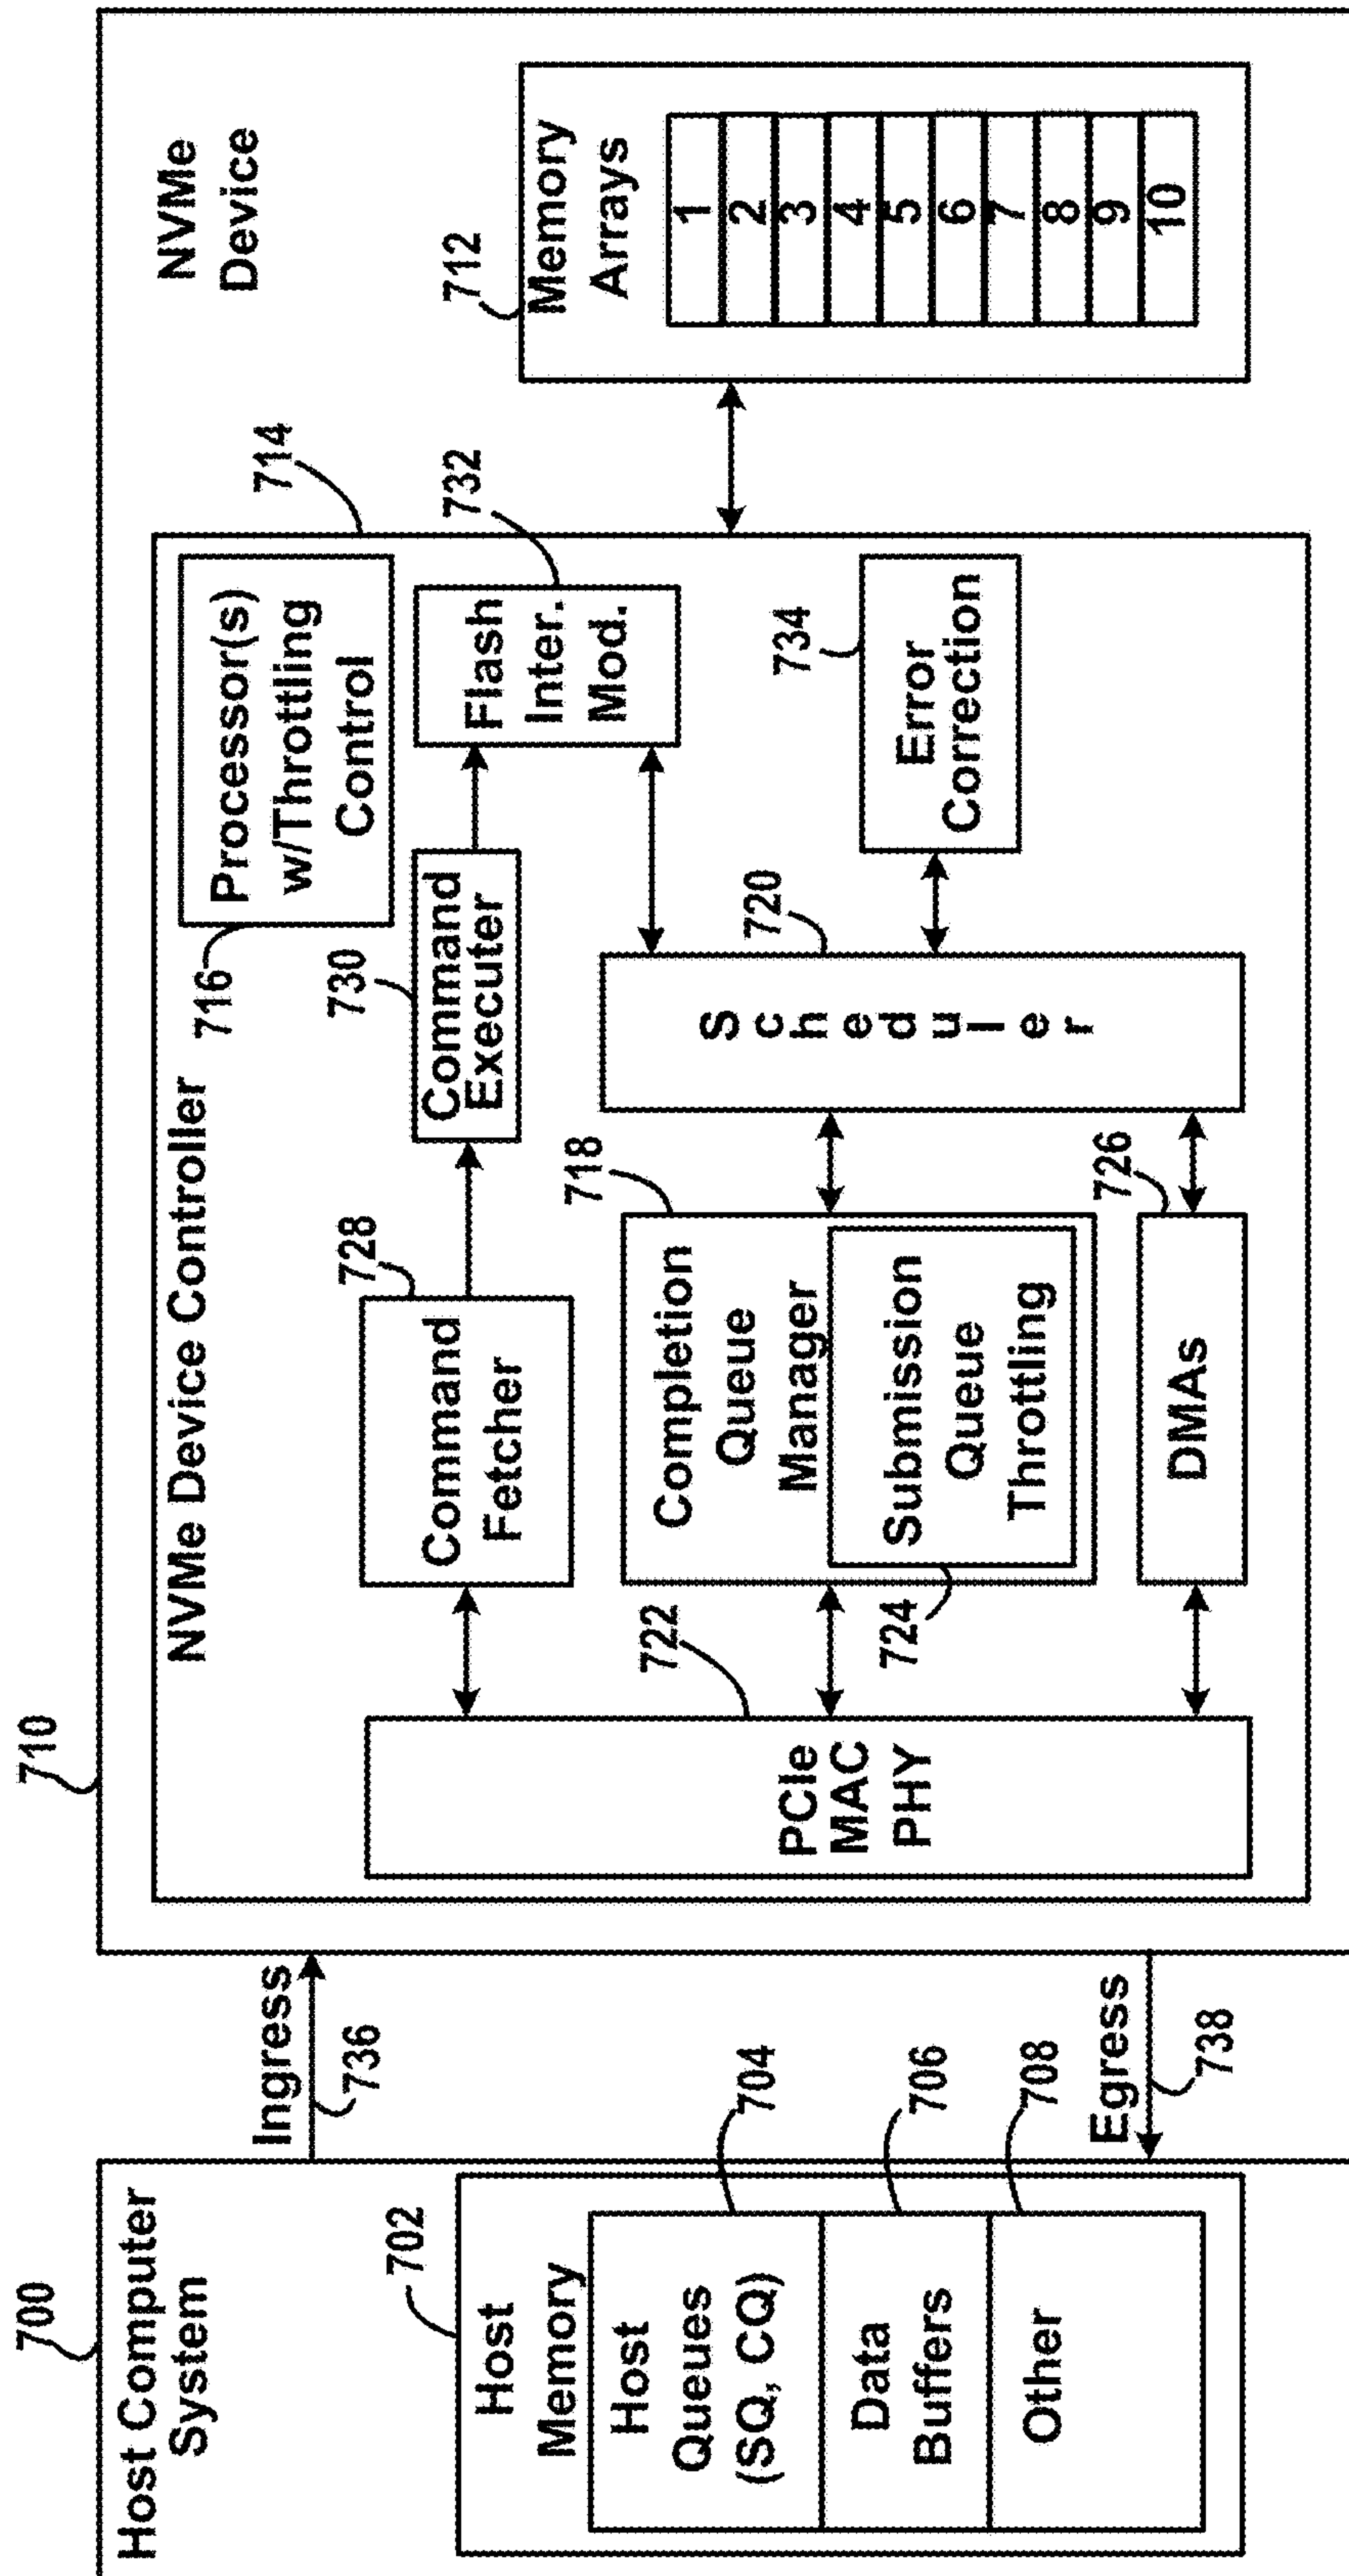 700
Host Computer
System
702
Host
Memory
Host
Queues
(SQ, CQ)
704
Data
Buffers
706
Other
708
Ingress
736
Egress
738
710
NVMe
Device
NVMe Device Controller
714
716
Processor(s)
w/Throttling
Control
PCIe
MAC
PHY
722
728
Command
Fetcher
730
Command
Executer
732
Flash
Inter.
Mod.
718
Completion
Queue
Manager
Submission
Queue
Throttling
724
726
DMAs
720
S
c
h
e
d
u
l
e
r
734
Error
Correction
712
Memory
Arrays
1
2
3
4
5
6
7
8
9
10